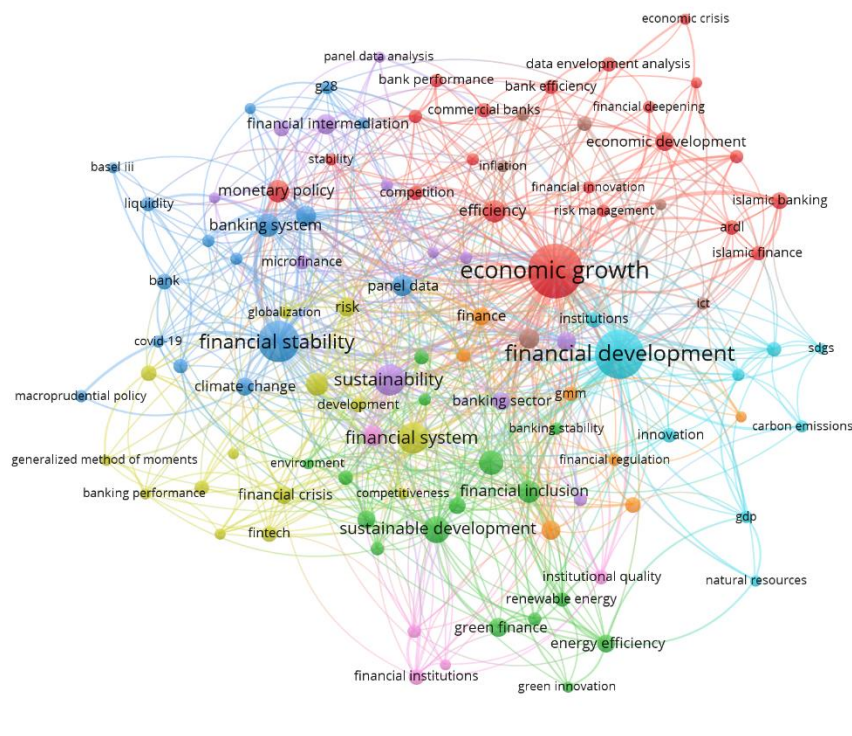 economic crisis
panel data analysis
data envelopment analysis
bank performance
g28
bank efficiency
financial deepening
commercial banks
financial intermediation
economic development
stability
inflation
basel iii
monetary policy
competition
financial innovation
islamic banking
liquidity
efficiency
risk management
banking system
ardl
islamic finance
microfinance
economic growth
bank
panel data
ict
globalization
risk
finance
institutions
covid 19
financial stability
sdgs
financial development
sustainability
climate change
macroprudential policy
gmm
development
banking sector
carbon emissions
banking stability
financial system
innovation
generalized method of moments
environment
financial regulation
banking performance
financial crisis
competitiveness
financial inclusion
gdp
fintech
sustainable development
institutional quality
natural resources
renewable energy
green finance
energy efficiency
financial institutions
green innovation